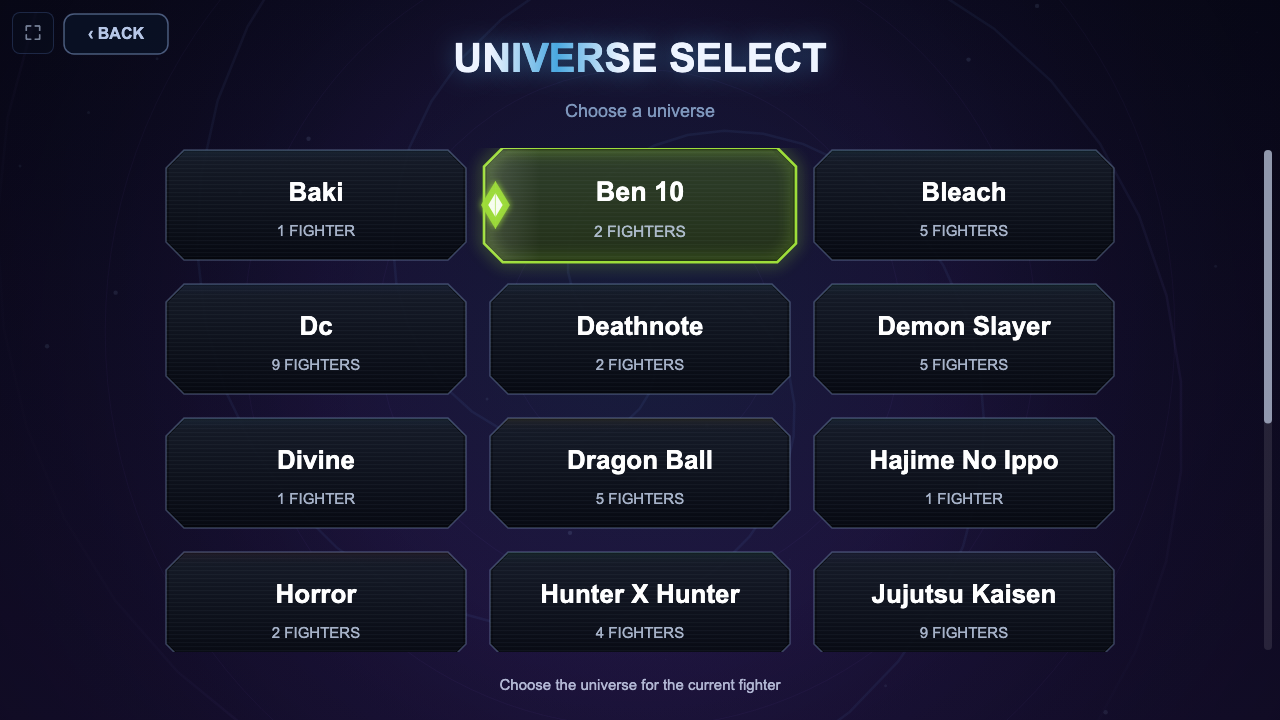 ‹ BACK
UNIVERSE SELECT
Choose a universe
Baki
1 FIGHTER
Ben 10
2 FIGHTERS
Bleach
5 FIGHTERS
Dc
9 FIGHTERS
Deathnote
2 FIGHTERS
Demon Slayer
5 FIGHTERS
Divine
1 FIGHTER
Dragon Ball
5 FIGHTERS
Hajime No Ippo
1 FIGHTER
Horror
2 FIGHTERS
Hunter X Hunter
4 FIGHTERS
Jujutsu Kaisen
9 FIGHTERS
Choose the universe for the current fighter